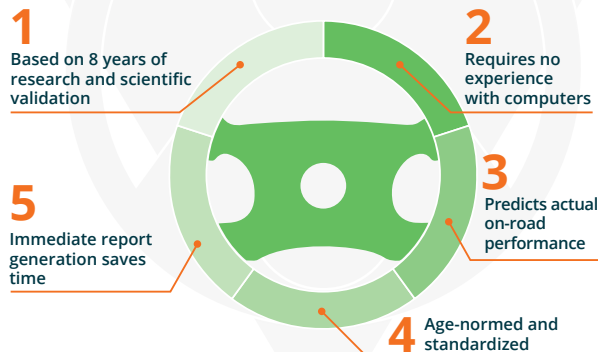 1
Based on 8 years of
research and scientific
validation
2
Requires no
experience
with computers
3
Predicts actual
on-road
performance
4
Age-normed and
standardized
5
Immediate report
generation saves
time